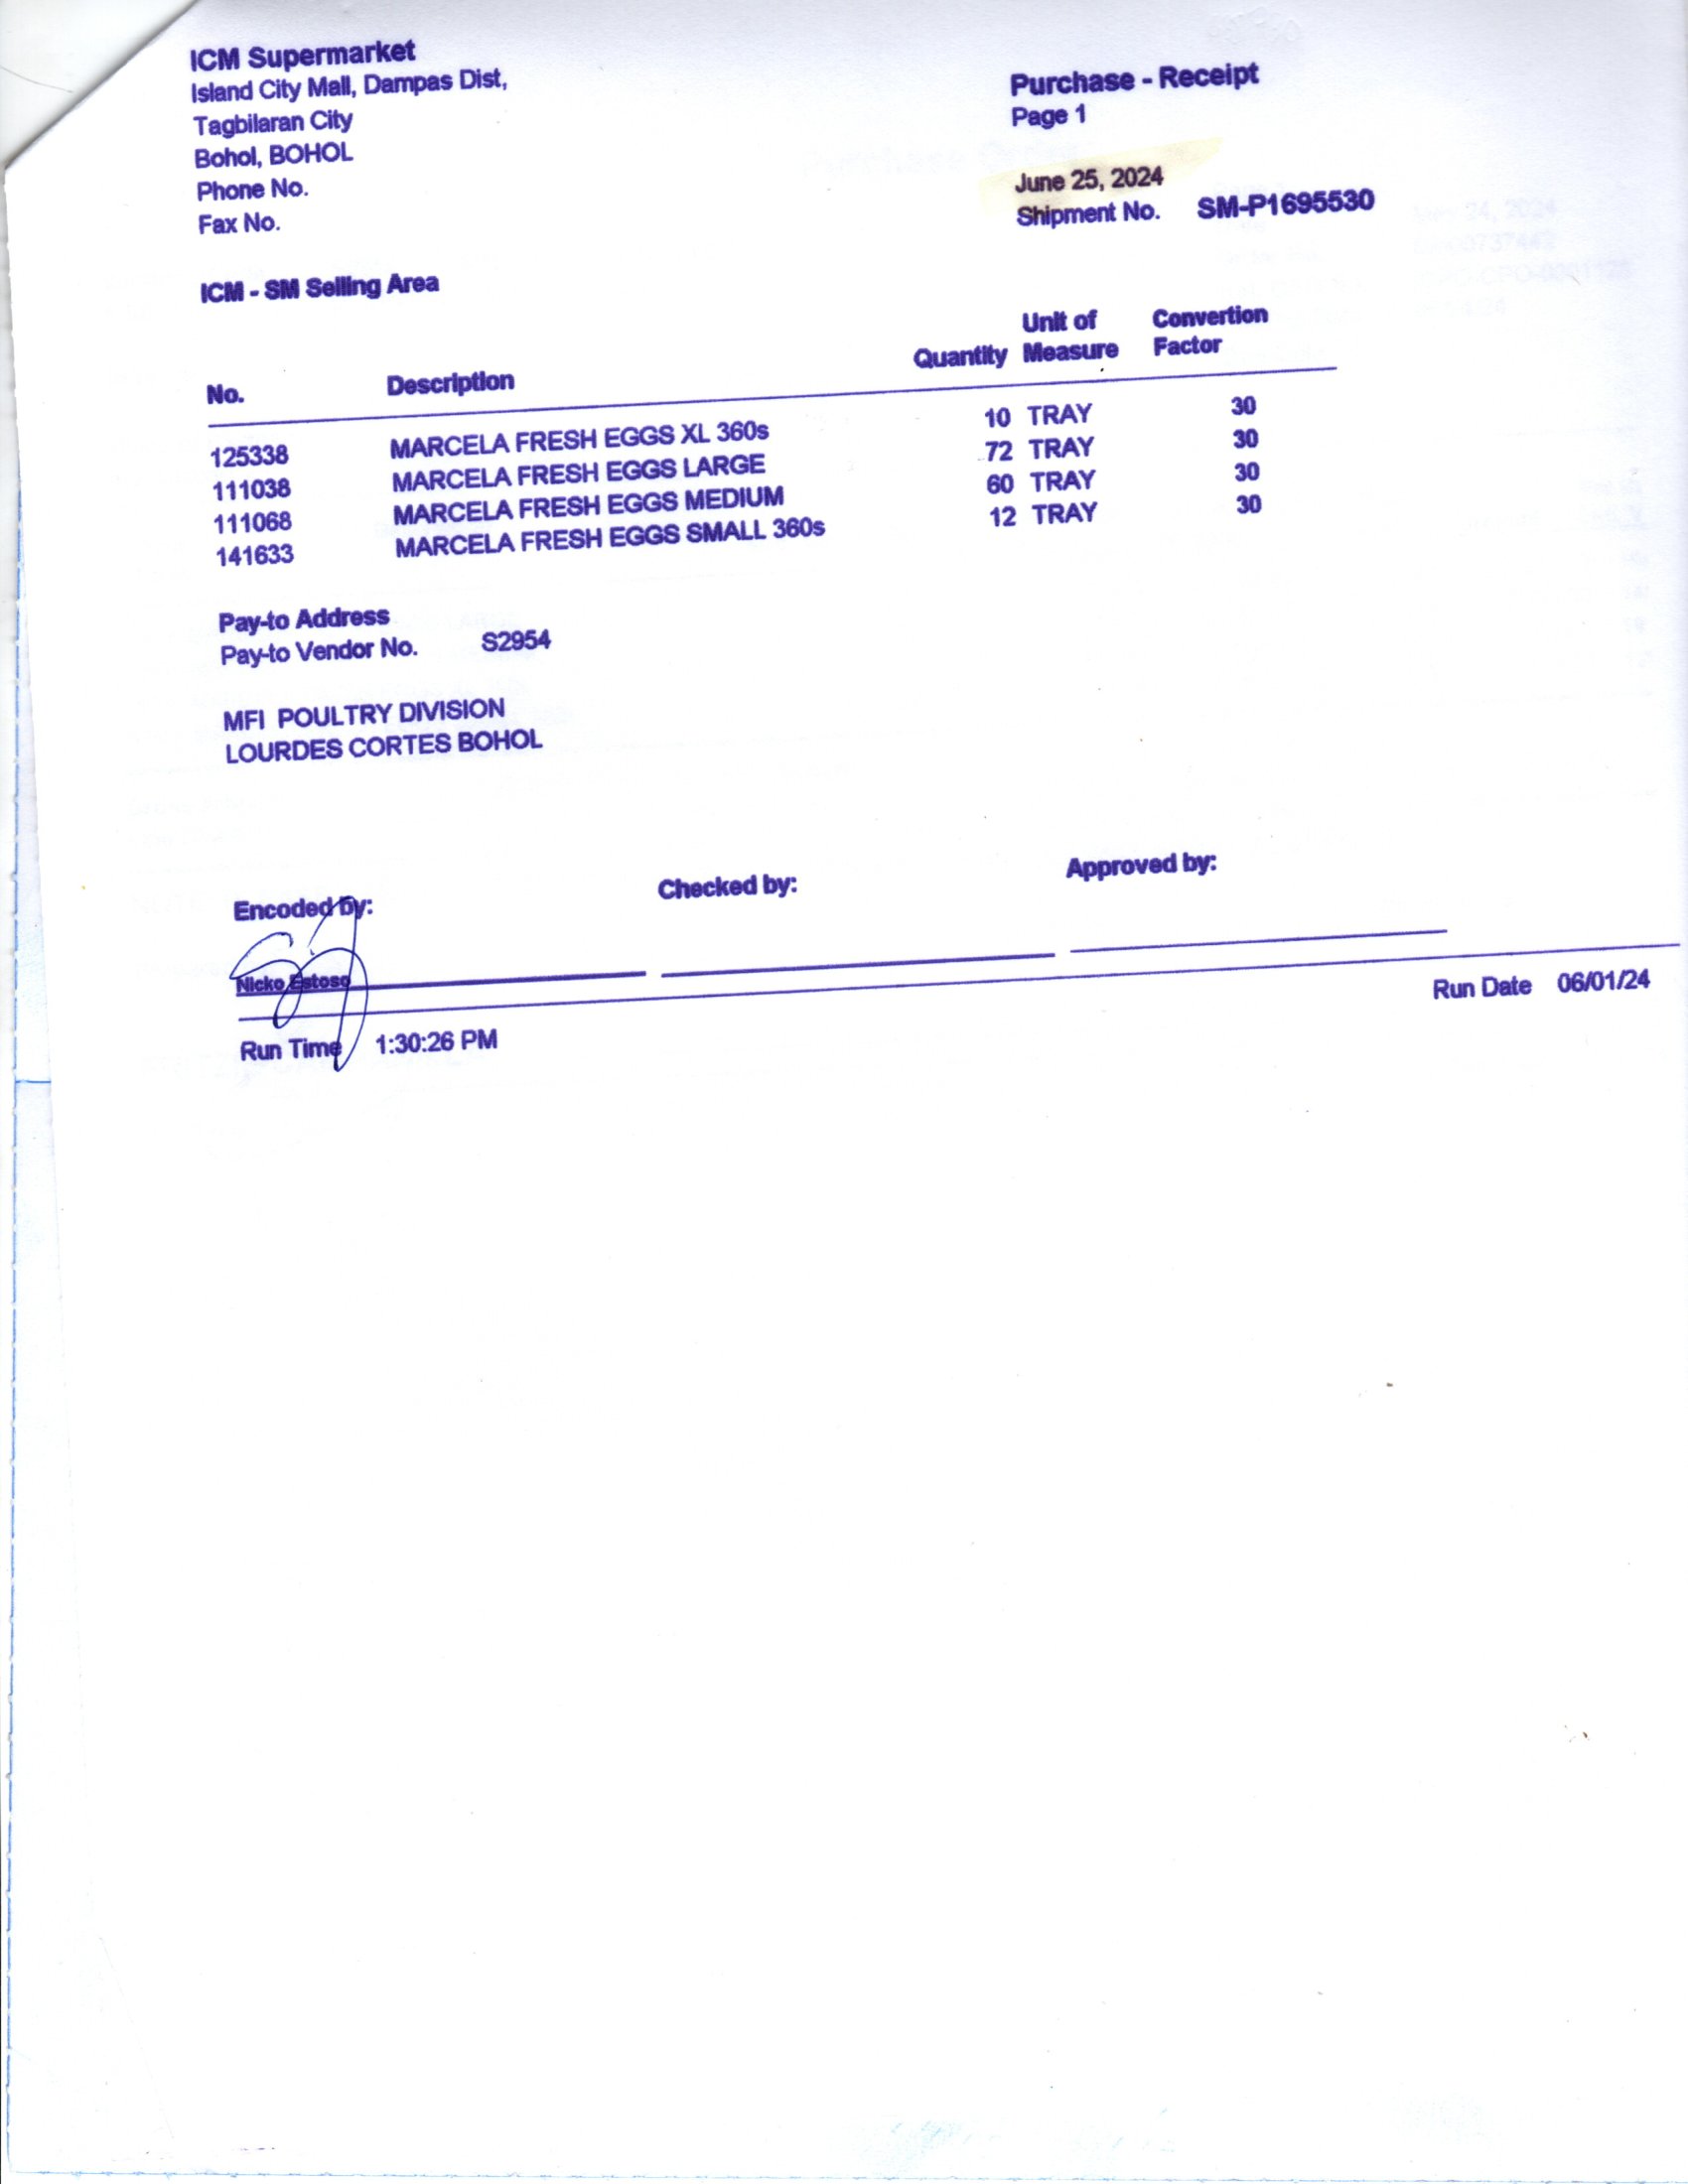 ICM Supermarket
Island City Mall, Dampas Dist,
Tagbilaran City
Bohol, BOHOL
Phone No.
Fax No.
Purchase - Receipt
Page 1
June 25, 2024
Shipment No. SM-P1695530
ICM - SM Selling Area
No. Description Quantity Unit of Measure Convertion Factor
125338 MARCELA FRESH EGGS XL 360s 10 TRAY 30
111038 MARCELA FRESH EGGS LARGE 72 TRAY 30
111068 MARCELA FRESH EGGS MEDIUM 60 TRAY 30
141633 MARCELA FRESH EGGS SMALL 360s 12 TRAY 30
Pay-to Address
Pay-to Vendor No. S2954
MFI POULTRY DIVISION
LOURDES CORTES BOHOL
Encoded By: Checked by: Approved by:
Nicko Estoso
Run Date 06/01/24
Run Time 1:30:26 PM